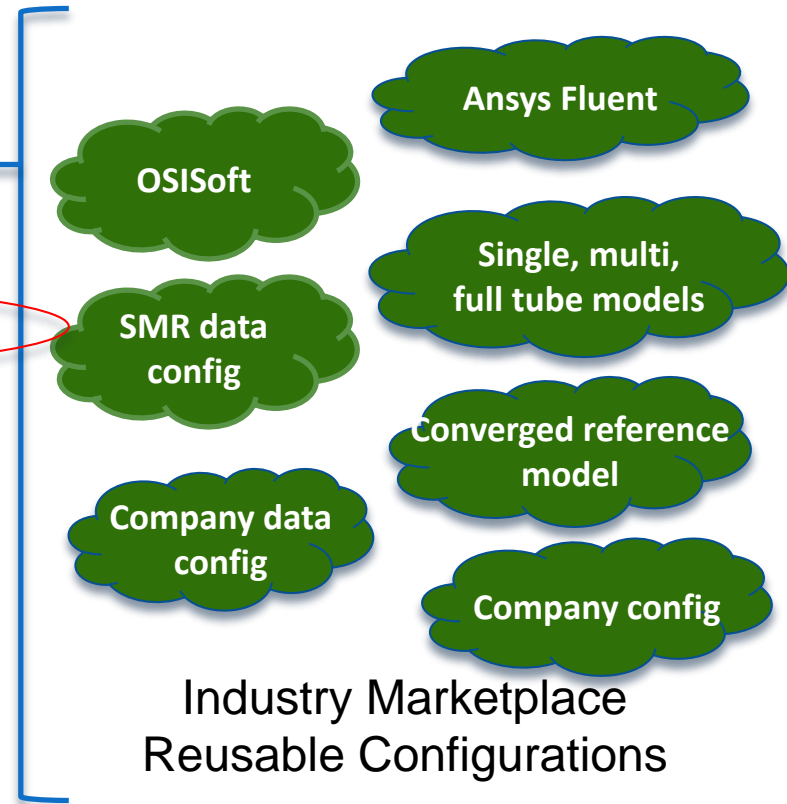 OSISoft
SMR data
config
Company data
config
Ansys Fluent
Single, multi,
full tube models
Converged reference
model
Company config
Industry Marketplace
Reusable Configurations